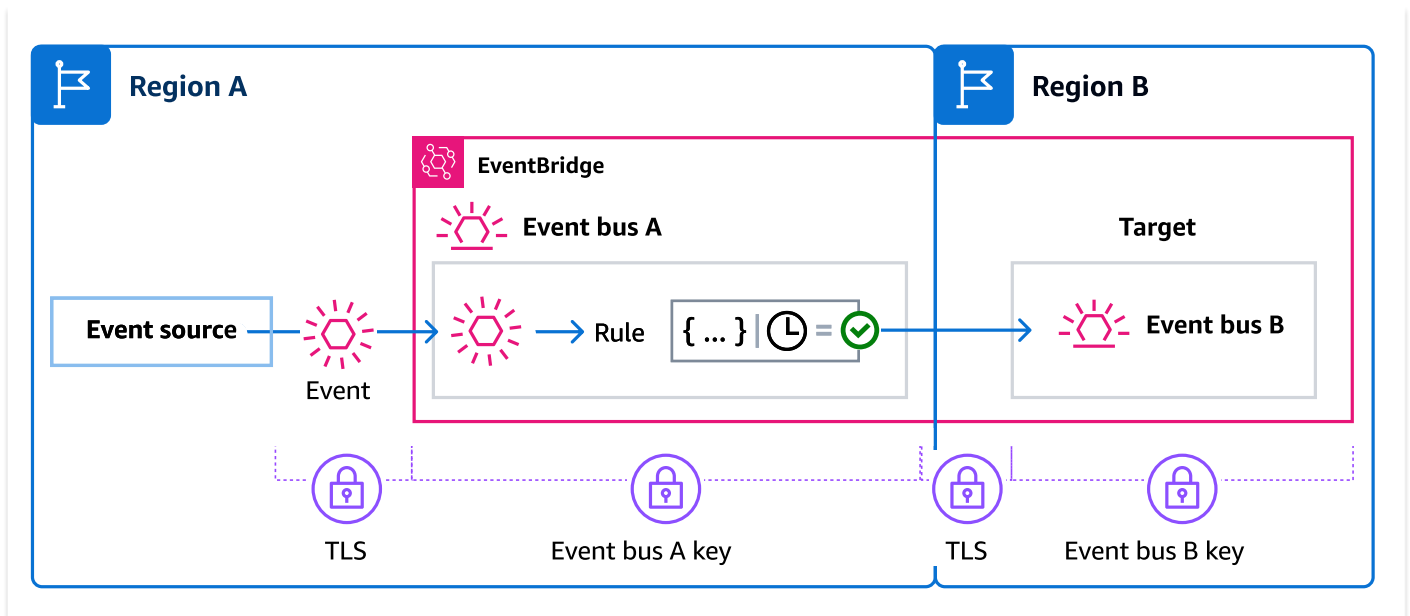 Region A
Region B
EventBridge
Event bus A
Target
Event source
Event
Rule
{ ... } | =
Event bus B
TLS
Event bus A key
TLS
Event bus B key